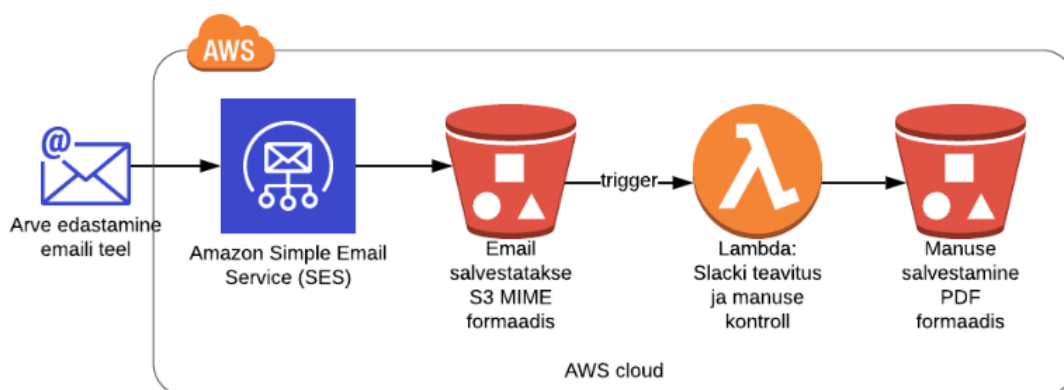 AWS
@
Arve edastamine
emaili teel
Amazon Simple Email
Service (SES)
Email
salvestatakse
S3 MIME
formaadis
trigger
λ
Lambda:
Slacki teavitus
ja manuse
kontroll
Manuse
salvestamine
PDF
formaadis
AWS cloud